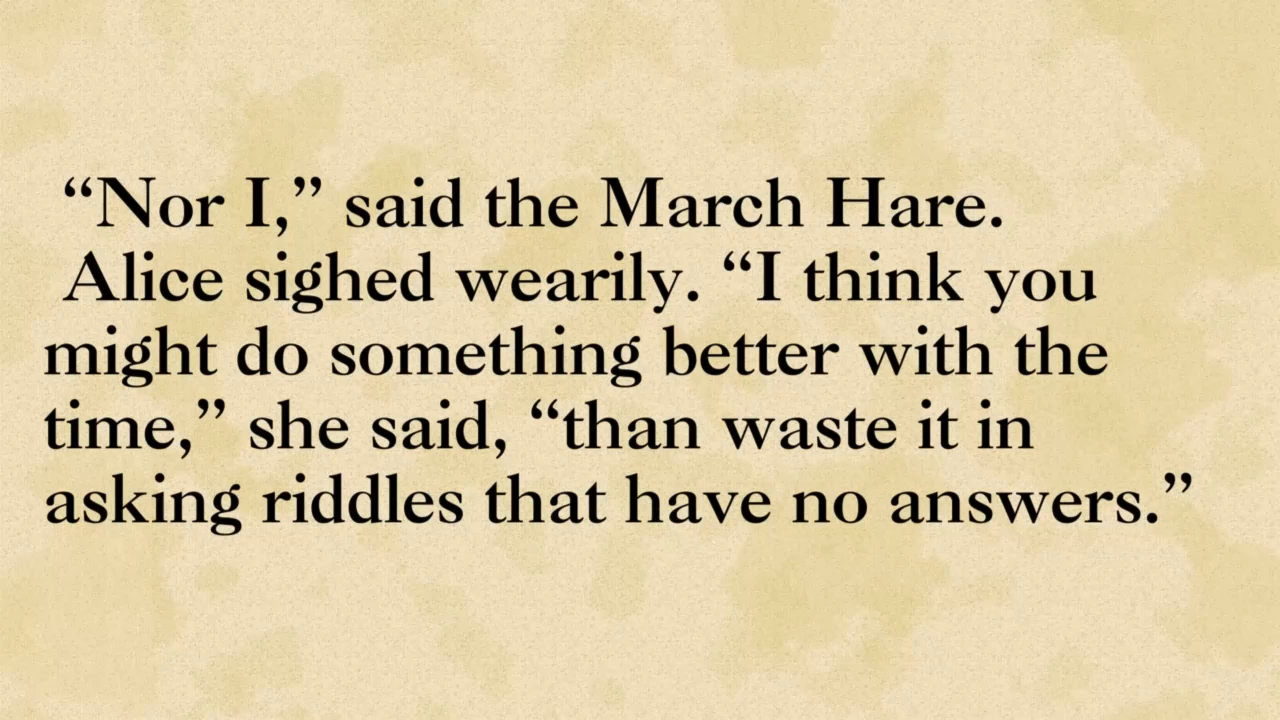 “Nor I,” said the March Hare.
Alice sighed wearily. “I think you
might do something better with the
time,” she said, “than waste it in
asking riddles that have no answers.”